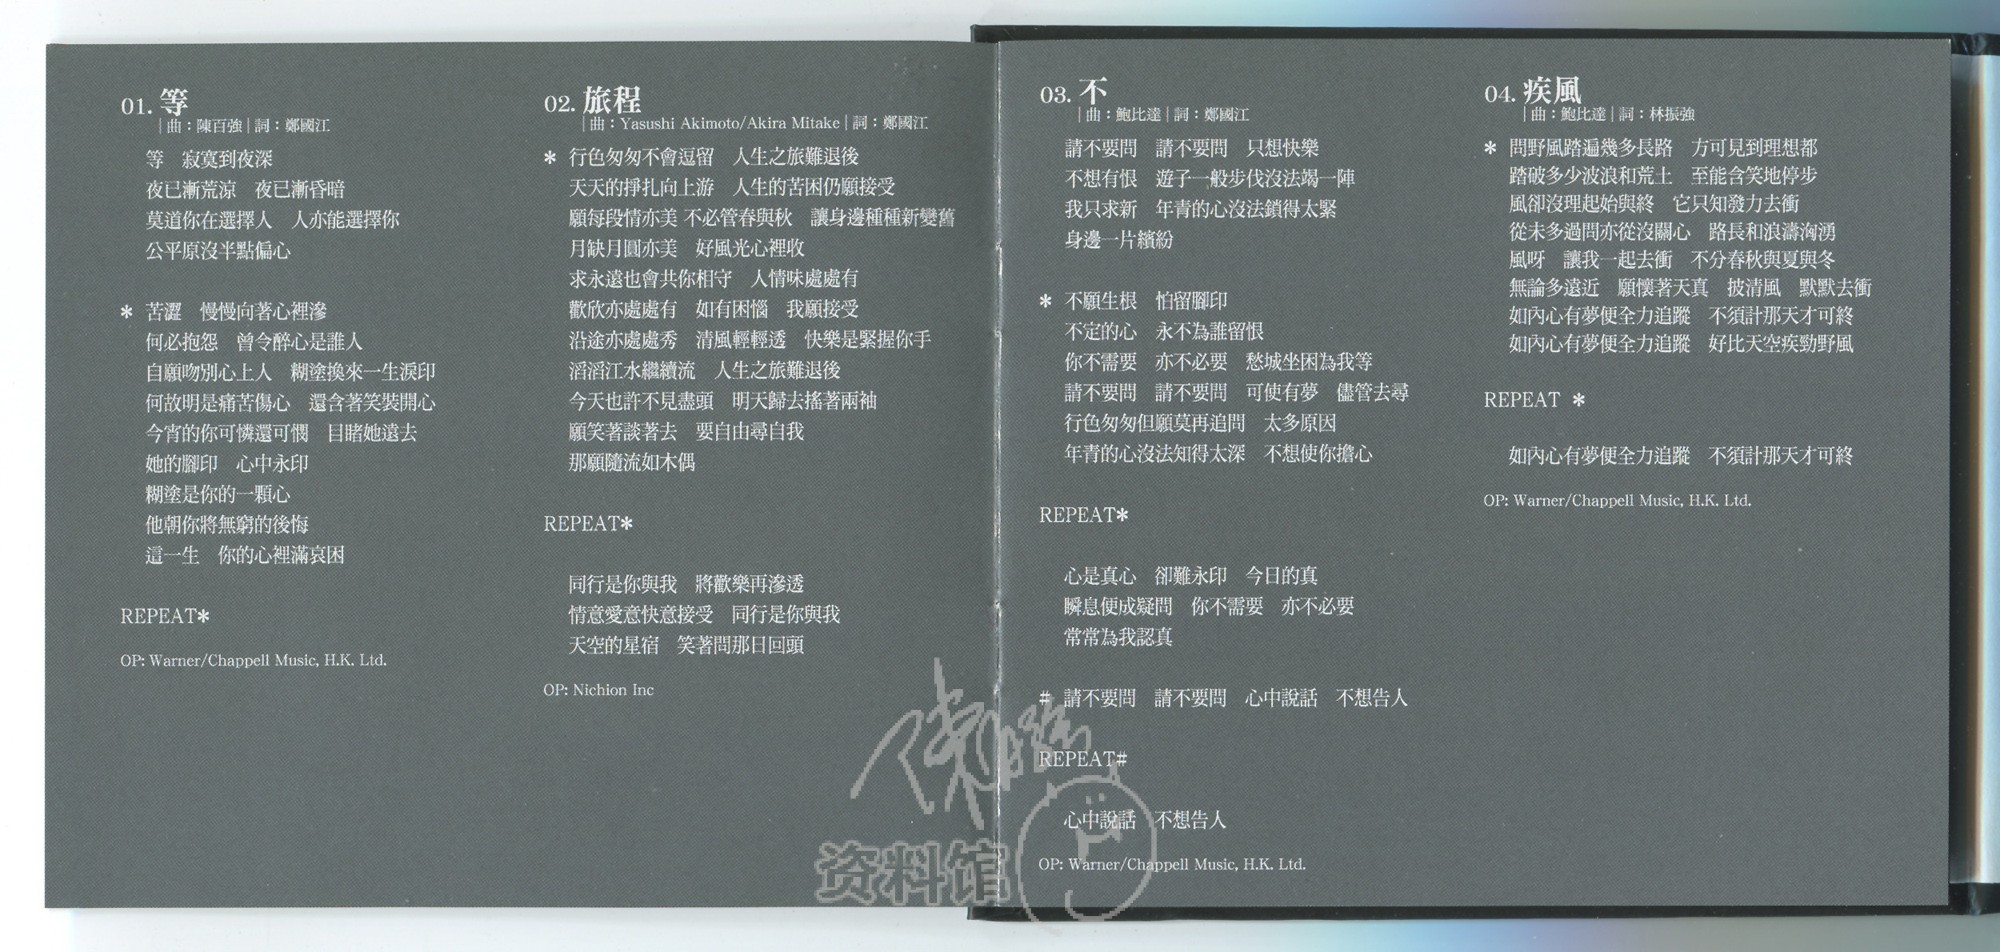 01. 等
|曲：陳百強|詞：鄭國江
等　寂寞到夜深
夜已漸荒涼　夜已漸昏暗
莫道你在選擇人　人亦能選擇你
公平原沒半點偏心
* 苦澀　慢慢向著心裡滲
何必抱怨　曾令醉心是誰人
自願吻別心上人　糊塗換來一生淚印
何故明是痛苦傷心　還含著笑裝開心
今宵的你可憐還可憫　目睹她遠去
她的腳印　心中永印
糊塗是你的一顆心
他朝你將無窮的後悔
這一生　你的心裡滿哀困
REPEAT*
OP: Warner/Chappell Music, H.K. Ltd.
02. 旅程
|曲：Yasushi Akimoto/Akira Mitake|詞：鄭國江
* 行色匆匆不會逗留　人生之旅難退後
天天的掙扎向上游　人生的苦困仍願接受
願每段情亦美 不必管春與秋　讓身邊種種新變舊
月缺月圓亦美　好風光心裡收
求永遠也會共你相守　人情味處處有
歡欣亦處處有　如有困惱　我願接受
沿途亦處處秀　清風輕輕透　快樂是緊握你手
滔滔江水繼續流　人生之旅難退後
今天也許不見盡頭　明天歸去搖著兩袖
願笑著談著去　要自由尋自我
那願隨流如木偶
REPEAT*
同行是你與我　將歡樂再滲透
情意愛意快意接受　同行是你與我
天空的星宿　笑著問那日回頭
OP: Nichion Inc
03. 不
|曲：鮑比達|詞：鄭國江
請不要問　請不要問　只想快樂
不想有恨　遊子一般步伐沒法竭一陣
我只求新　年青的心沒法鎖得太緊
身邊一片繽紛
* 不願生根　怕留腳印
不定的心　永不為誰留恨
你不需要　亦不必要　愁城坐困為我等
請不要問　請不要問　可使有夢　儘管去尋
行色匆匆但願莫再追問　太多原因
年青的心沒法知得太深　不想使你擔心
REPEAT*
心是真心　卻難永印　今日的真
瞬息便成疑問　你不需要　亦不必要
常常為我認真
# 請不要問　請不要問　心中說話　不想告人
REPEAT#
心中說話　不想告人
OP: Warner/Chappell Music, H.K. Ltd.
04. 疾風
|曲：鮑比達|詞：林振強
* 問野風踏遍幾多長路　方可見到理想都
踏破多少波浪和荒土　至能含笑地停步
風卻沒理起始與終　它只知發力去衝
從未多過問亦從沒關心　路長和浪濤洶湧
風呀　讓我一起去衝　不分春秋與夏與冬
無論多遠近　願懷著天真　披清風　默默去衝
如內心有夢便全力追蹤　不須計那天才可終
如內心有夢便全力追蹤　好比天空疾勁野風
REPEAT *
如內心有夢便全力追蹤　不須計那天才可終
OP: Warner/Chappell Music, H.K. Ltd.
陳百強
资料馆